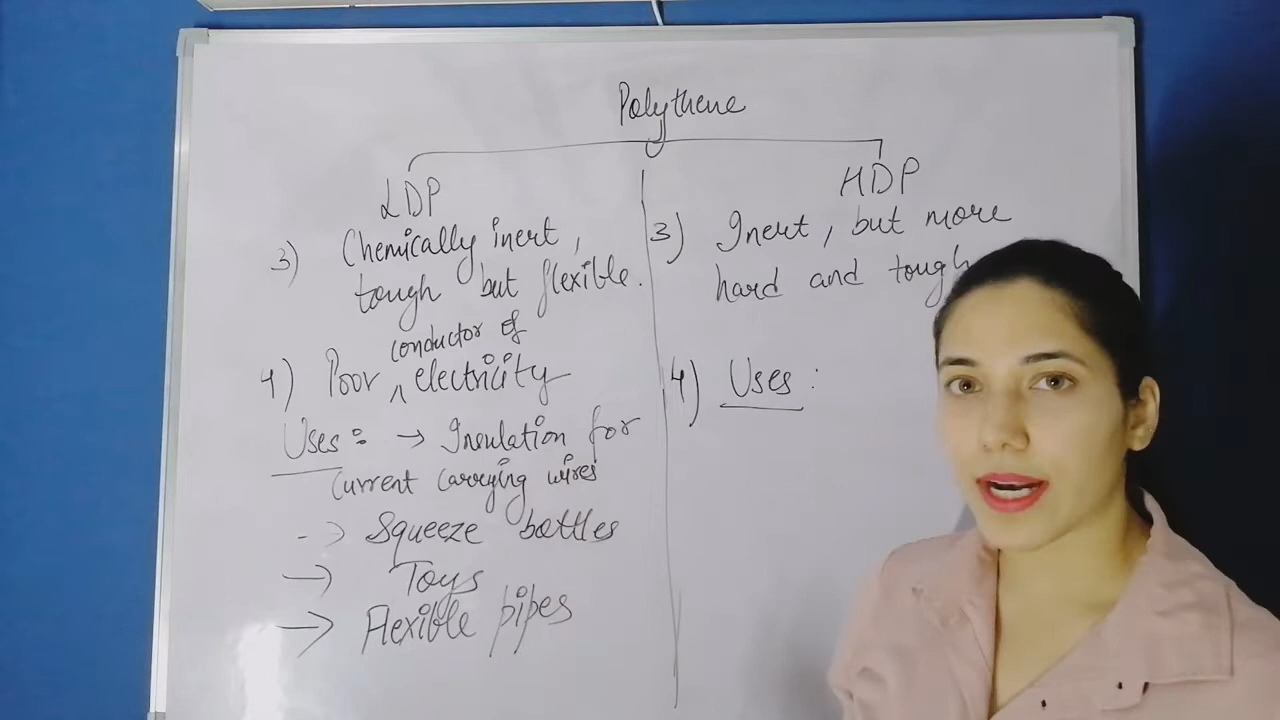 Polythene
LDP
3) Chemically inert,
tough but flexible.
conductor of
4) Poor ^ electricity
Uses: → Insulation for
current carrying wires
-> Squeeze bottles
→ Toys
→ Flexible pipes
HDP
3) Inert, but more
hard and tough
4) Uses :